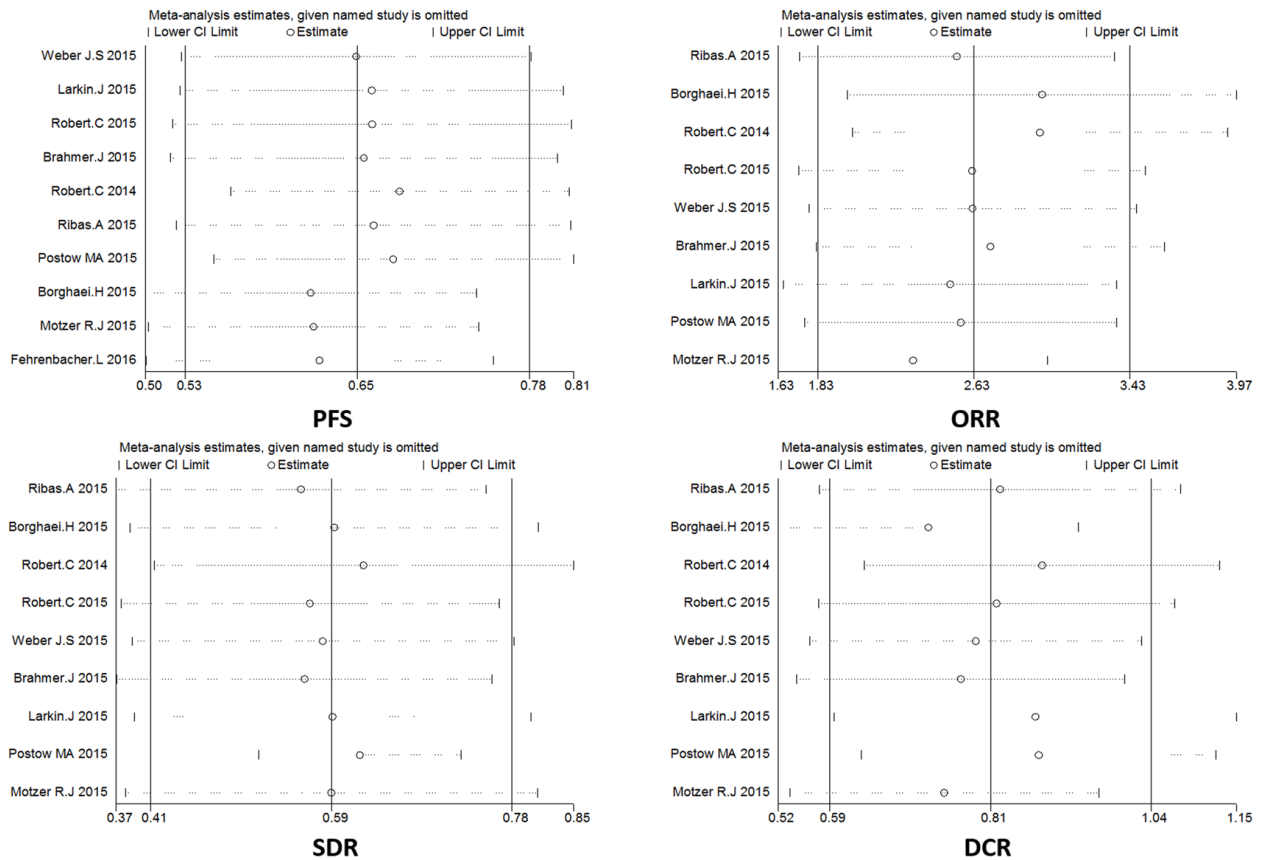 Meta-analysis estimates, given named study is omitted
| Lower CI Limit ○ Estimate | Upper CI Limit
Weber J.S 2015
Larkin.J 2015
Robert.C 2015
Brahmer.J 2015
Robert.C 2014
Ribas.A 2015
Postow MA 2015
Borghaei.H 2015
Motzer R.J 2015
Fehrenbacher.L 2016
0.50 0.53 0.65 0.78 0.81
PFS
Meta-analysis estimates, given named study is omitted
| Lower CI Limit ○ Estimate | Upper CI Limit
Ribas.A 2015
Borghaei.H 2015
Robert.C 2014
Robert.C 2015
Weber J.S 2015
Brahmer.J 2015
Larkin.J 2015
Postow MA 2015
Motzer R.J 2015
1.63 1.83 2.63 3.43 3.97
ORR
Meta-analysis estimates, given named study is omitted
| Lower CI Limit ○ Estimate | Upper CI Limit
Ribas.A 2015
Borghaei.H 2015
Robert.C 2014
Robert.C 2015
Weber J.S 2015
Brahmer.J 2015
Larkin.J 2015
Postow MA 2015
Motzer R.J 2015
0.37 0.41 0.59 0.78 0.85
SDR
Meta-analysis estimates, given named study is omitted
| Lower CI Limit ○ Estimate | Upper CI Limit
Ribas.A 2015
Borghaei.H 2015
Robert.C 2014
Robert.C 2015
Weber J.S 2015
Brahmer.J 2015
Larkin.J 2015
Postow MA 2015
Motzer R.J 2015
0.52 0.59 0.81 1.04 1.15
DCR